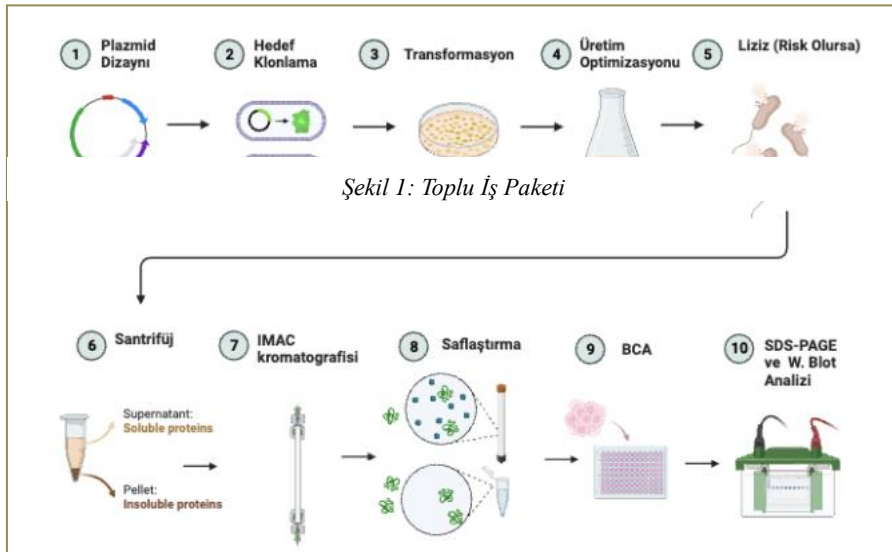 1 Plazmid
Dizaynı
2 Hedef
Klonlama
3 Transformasyon
4 Üretim
Optimizasyonu
5 Liziz (Risk Olursa)
Şekil 1: Toplu İş Paketi
6 Santrifüj
Supernatant:
Soluble proteins
Pellet:
Insoluble proteins
7 IMAC
kromatografisi
8 Saflaştırma
9 BCA
10 SDS-PAGE
ve W. Blot
Analizi